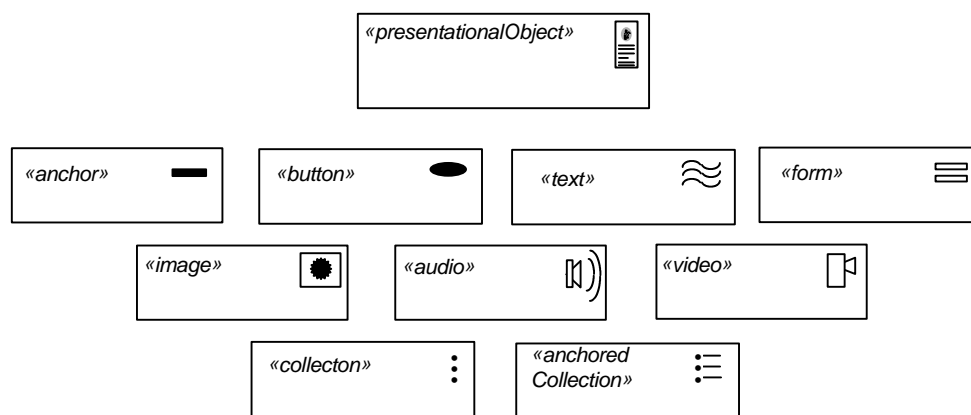 «presentationalObject»
«anchor»
«button»
«text»
«form»
«image»
«audio»
«video»
«collecton»
«anchored
Collection»